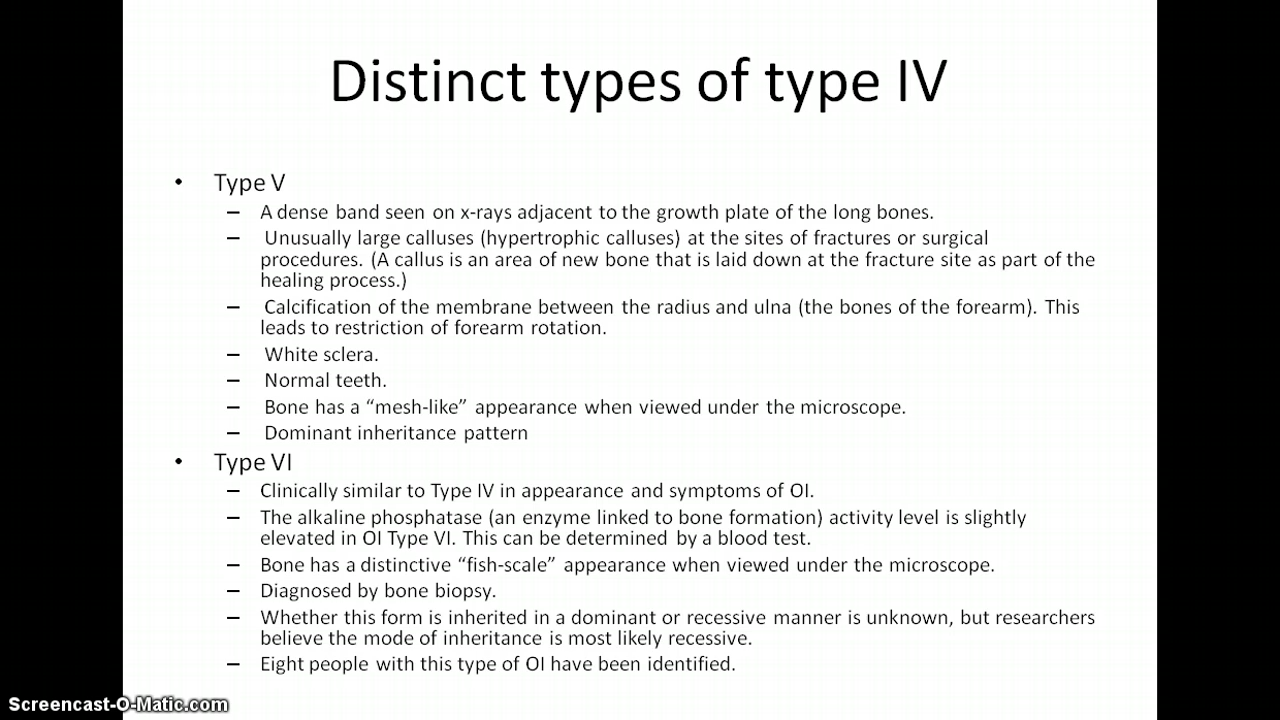 Distinct types of type IV
• Type V
– A dense band seen on x-rays adjacent to the growth plate of the long bones.
– Unusually large calluses (hypertrophic calluses) at the sites of fractures or surgical
procedures. (A callus is an area of new bone that is laid down at the fracture site as part of the
healing process.)
– Calcification of the membrane between the radius and ulna (the bones of the forearm). This
leads to restriction of forearm rotation.
– White sclera.
– Normal teeth.
– Bone has a “mesh-like” appearance when viewed under the microscope.
– Dominant inheritance pattern
• Type VI
– Clinically similar to Type IV in appearance and symptoms of OI.
– The alkaline phosphatase (an enzyme linked to bone formation) activity level is slightly
elevated in OI Type VI. This can be determined by a blood test.
– Bone has a distinctive “fish-scale” appearance when viewed under the microscope.
– Diagnosed by bone biopsy.
– Whether this form is inherited in a dominant or recessive manner is unknown, but researchers
believe the mode of inheritance is most likely recessive.
– Eight people with this type of OI have been identified.
Screencast-O-Matic.com